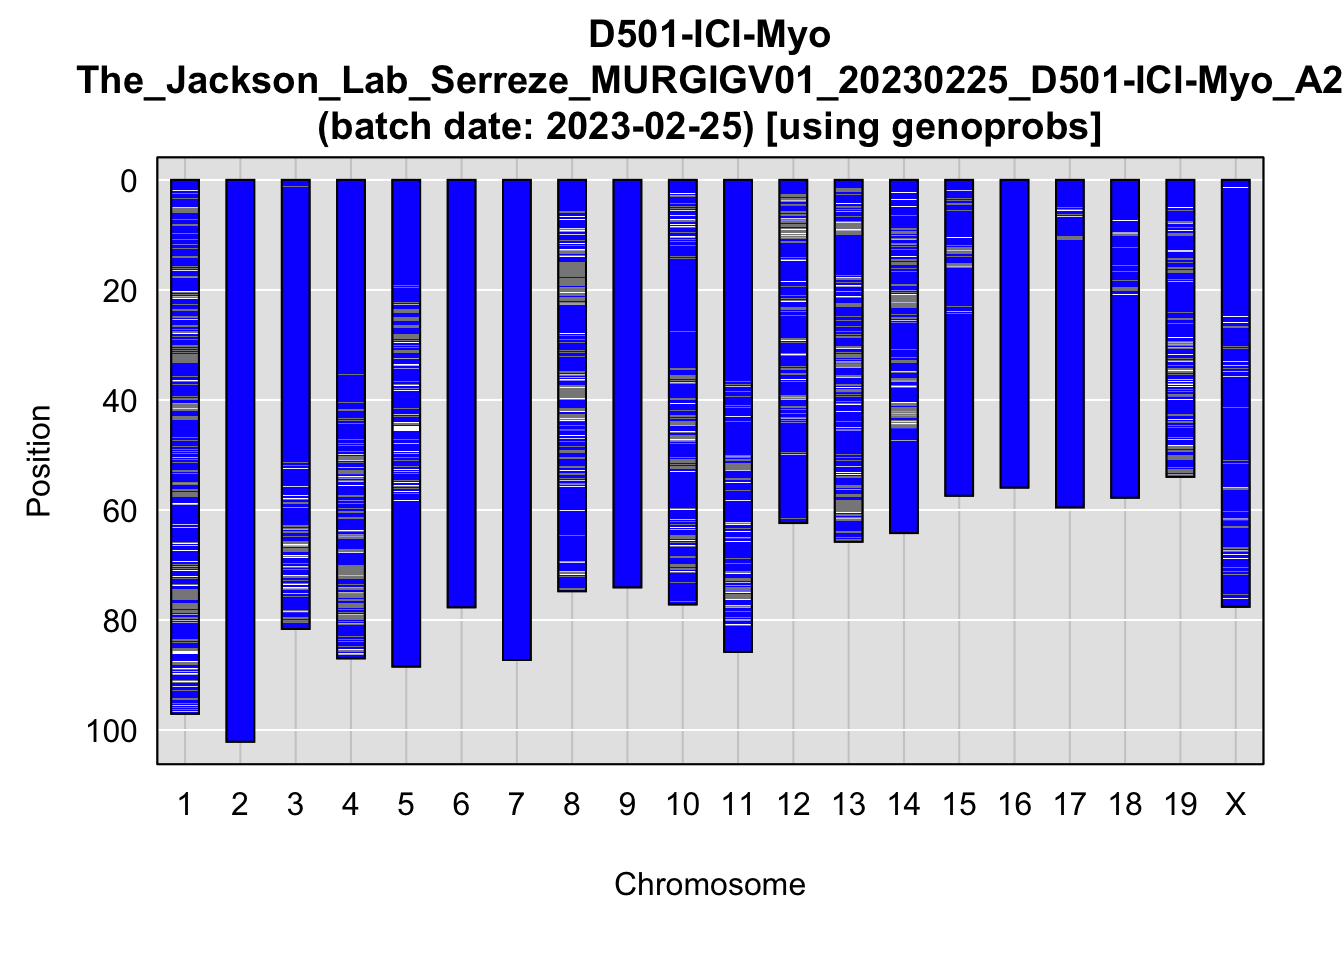 D501-ICI-Myo
The_Jackson_Lab_Serreze_MURGIGV01_20230225_D501-ICI-Myo_A2
(batch date: 2023-02-25) [using genoprobs]
0
20
40
60
80
100
Position
1 2 3 4 5 6 7 8 9 10 11 12 13 14 15 16 17 18 19 X
Chromosome